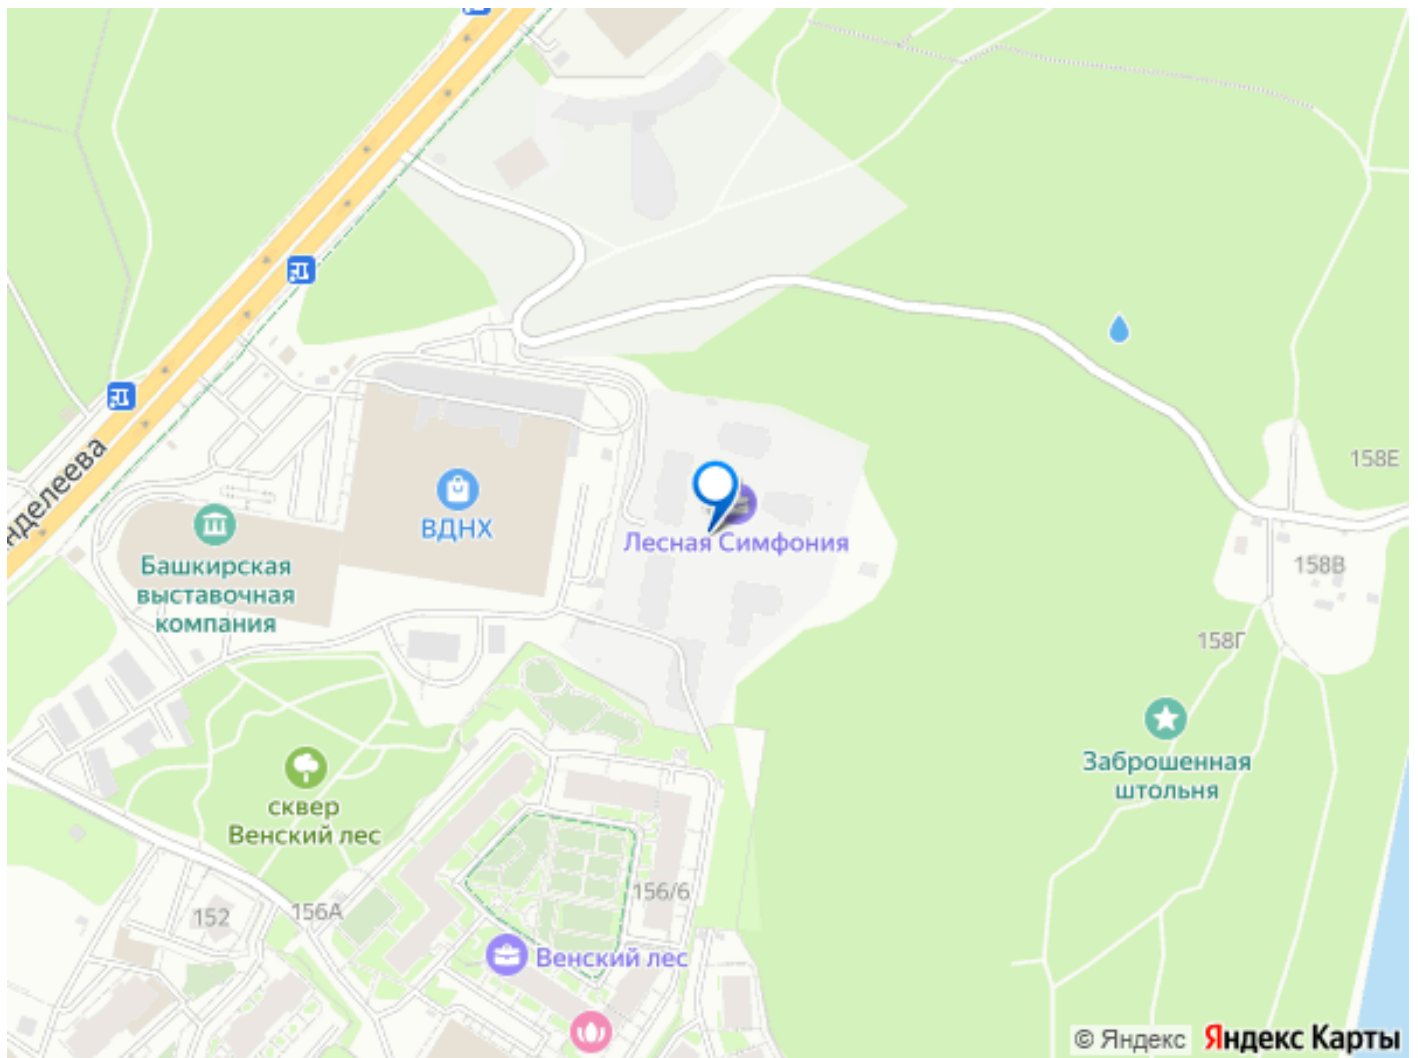 158Е
нделеева
ВДНХ
Лесная Симфония
Башкирская
выставочная
компания
158В
158Г
Заброшенная
штольня
сквер
Венский лес
156/6
152
156А
Венский лес
© Яндекс Яндекс Карты